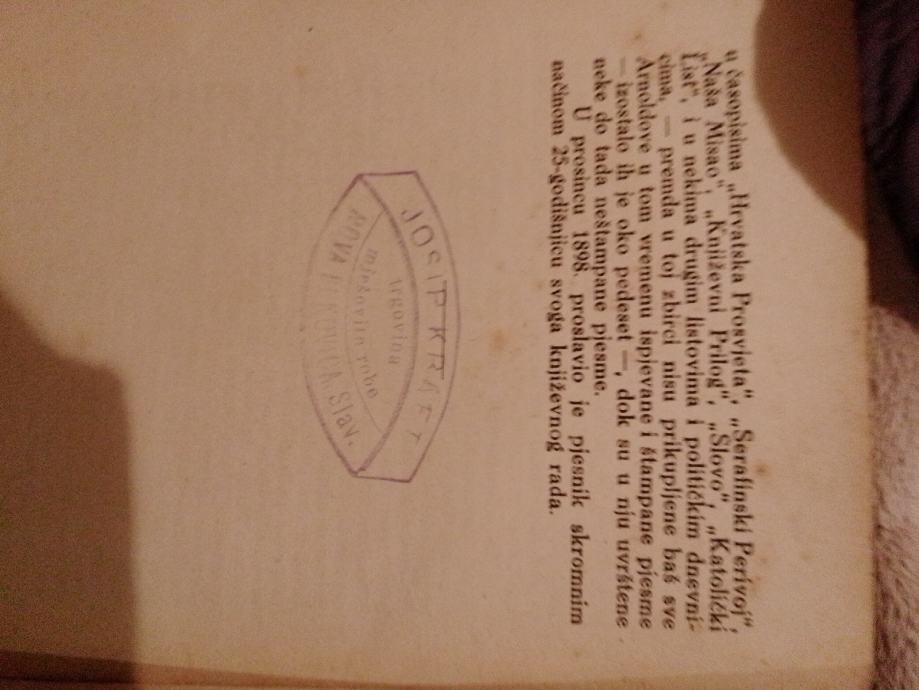 u časopisima „Hrvatska Prosvjeta“, „Serafinski Perivoj“,
„Naša Misao“, „Književni Prilog“, „Slovo“, „Katolički
List“, i u nekima drugim listovima i političkim dnevni-
cima, — premda u toj zbirci nisu prikupljene baš sve
Arnoldove u tom vremenu ispjevane i štampane pjesme
— izostalo ih je oko pedeset —, dok su u nju uvrštene
neke do tada neštampane pjesme.
U prosincu 1898. proslavio je pjesnik skromnim
načinom 25-godišnjicu svoga književnog rada.
JOSIP KRAFT
trgovina
mješovite robe
NOVA Slav.